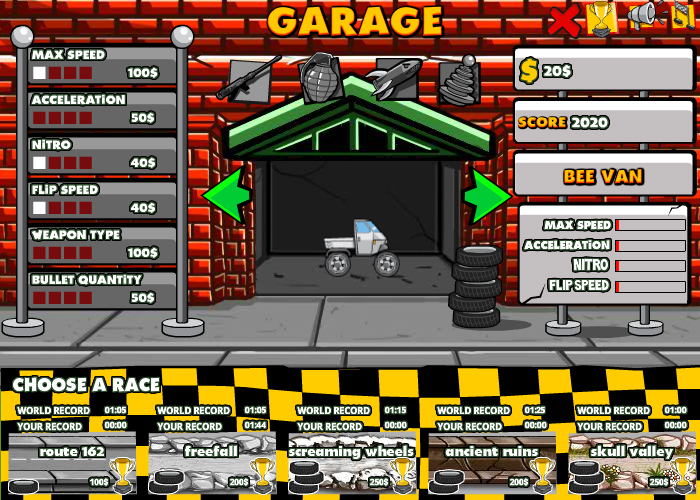 GARAGE
MAX SPEED
100$
ACCELERATION
50$
NITRO
40$
FLIP SPEED
40$
WEAPON TYPE
100$
BULLET QUANTITY
50$
$ 20$
SCORE 2020
BEE VAN
MAX SPEED
ACCELERATION
NITRO
FLIP SPEED
CHOOSE A RACE
WORLD RECORD 01:05
YOUR RECORD 00:00
route 162
100$
WORLD RECORD 01:05
YOUR RECORD 01:44
freefall
200$
WORLD RECORD 01:15
YOUR RECORD 00:00
screaming wheels
250$
WORLD RECORD 01:25
YOUR RECORD 00:00
ancient ruins
200$
WORLD RECORD 01:00
YOUR RECORD 00:00
skull valley
250$